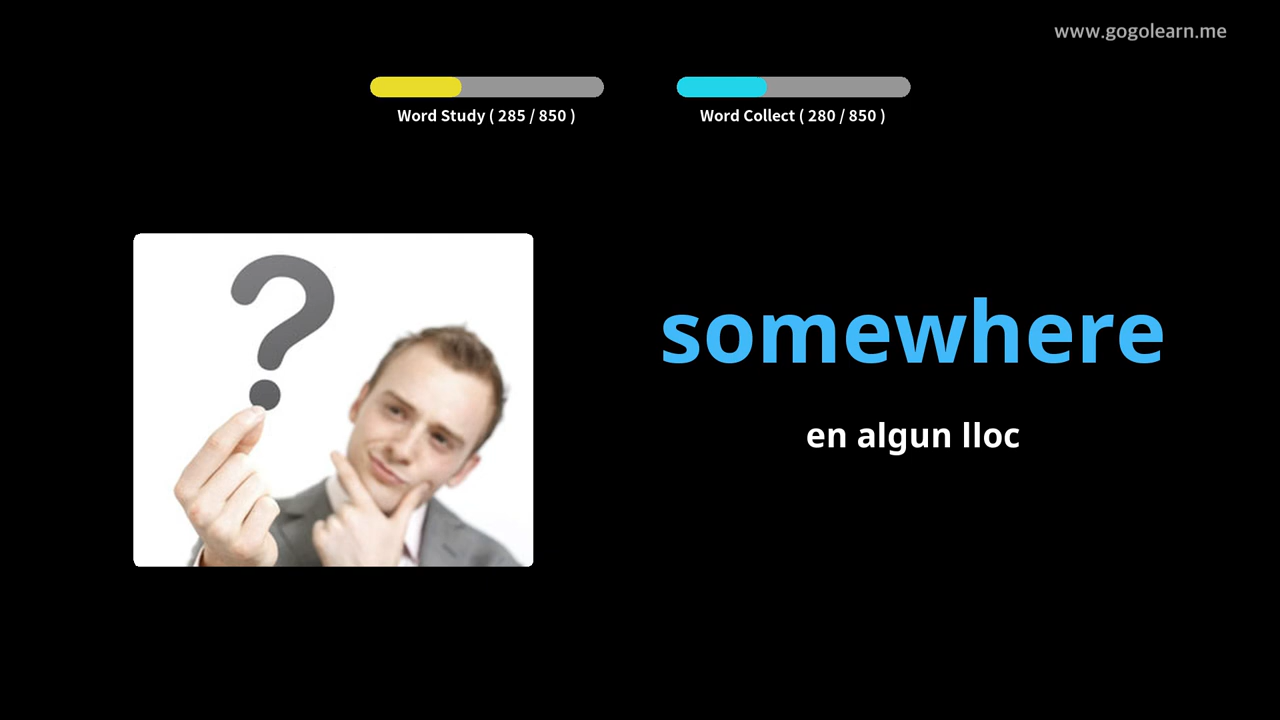 www.gogolearn.me
Word Study ( 285 / 850 )
Word Collect ( 280 / 850 )
?
somewhere
en algun lloc